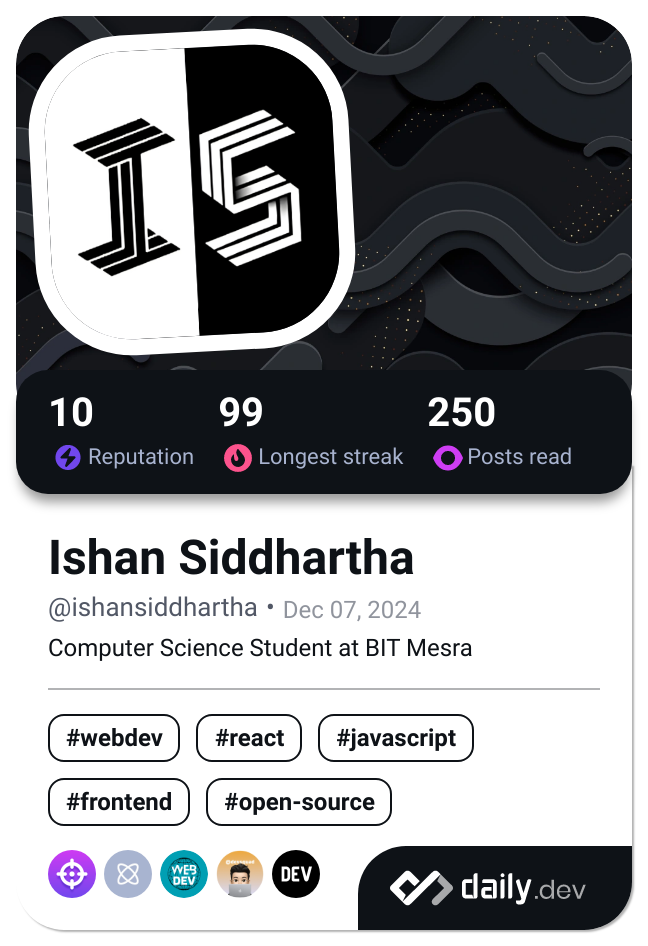 IS
10 99 250
Reputation Longest streak Posts read
Ishan Siddhartha
@ishansiddhartha • Dec 07, 2024
Computer Science Student at BIT Mesra
#webdev #react #javascript
#frontend #open-source
WEB
DEV
DEV
daily.dev